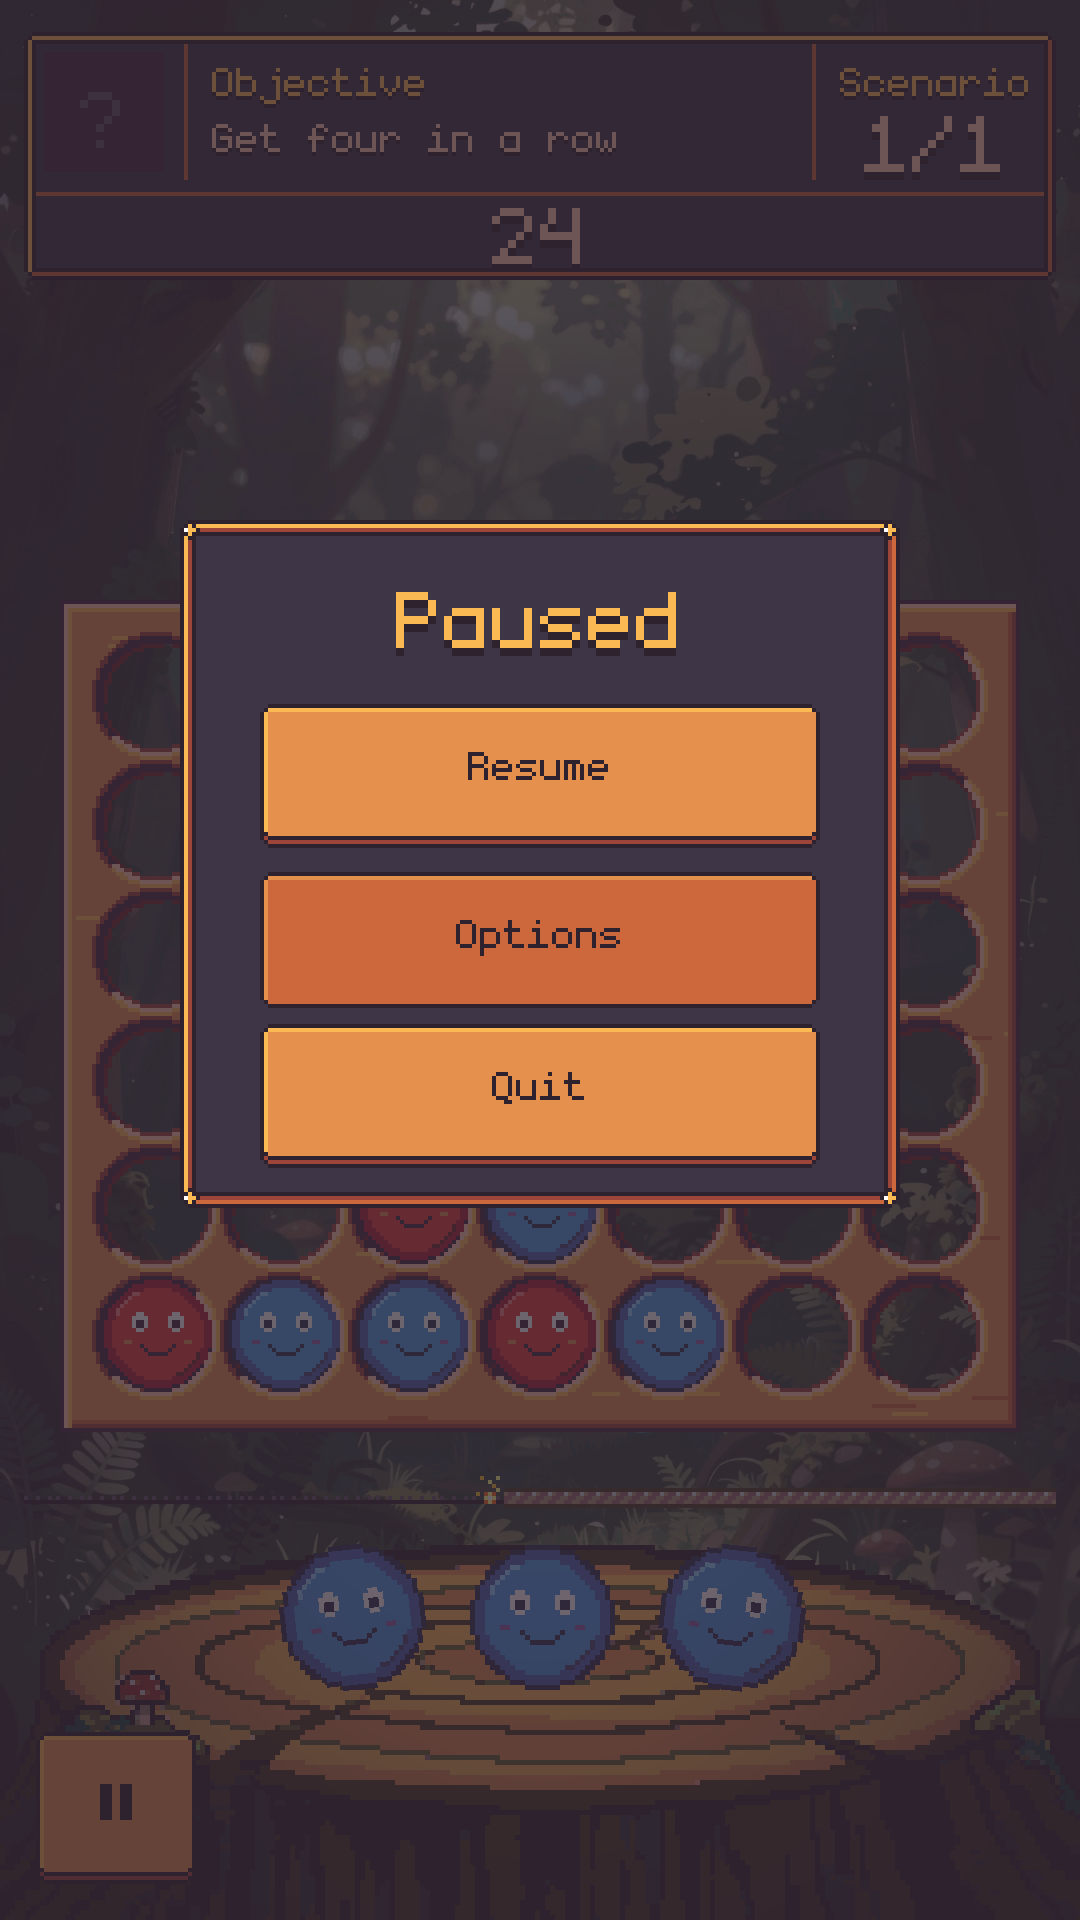 ?
Objective
Get four in a row
Scenario
1/1
24
Paused
Resume
Options
Quit